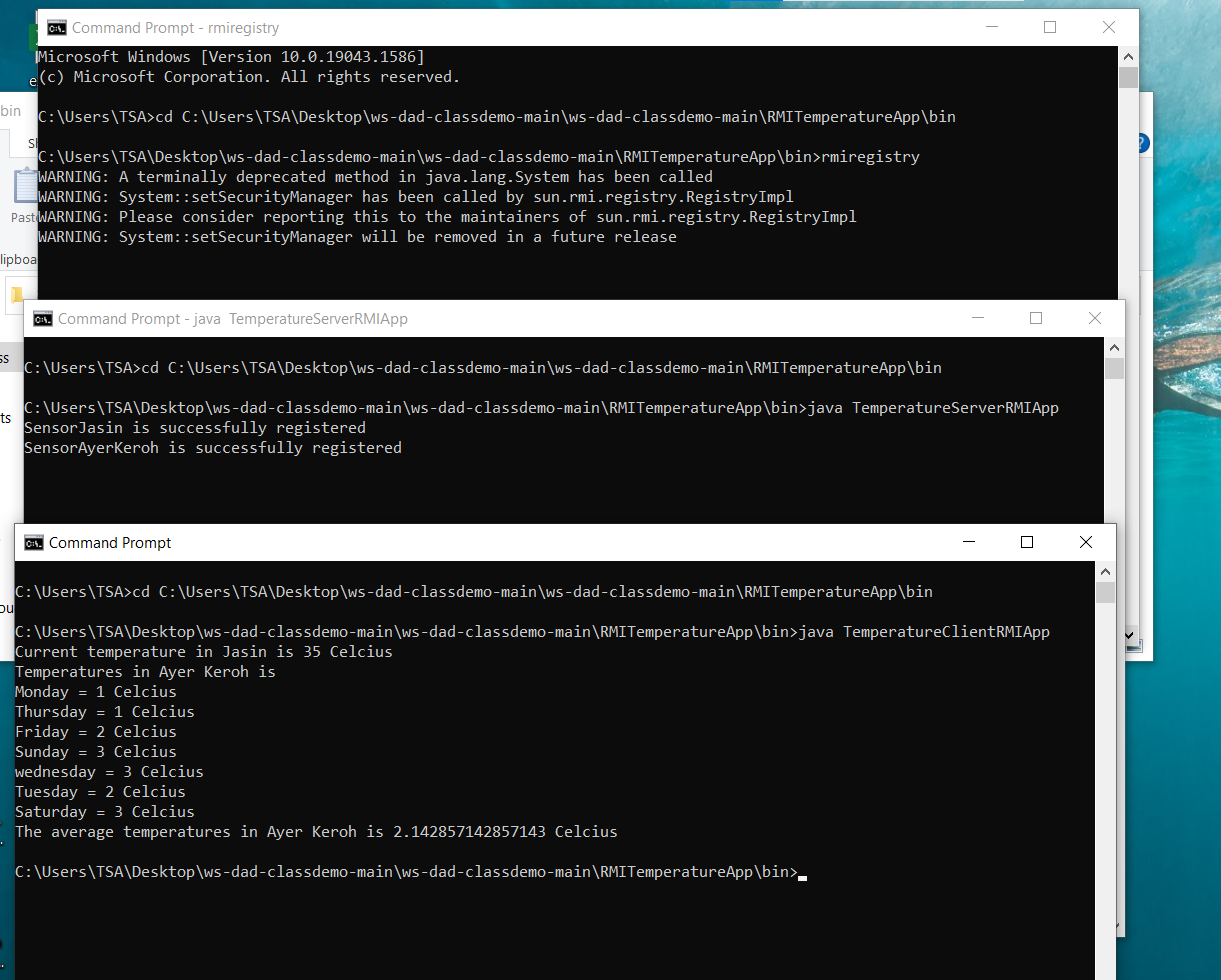 Command Prompt - rmiregistry
Microsoft Windows [Version 10.0.19043.1586]
(c) Microsoft Corporation. All rights reserved.
C:\Users\TSA>cd C:\Users\TSA\Desktop\ws-dad-classdemo-main\ws-dad-classdemo-main\RMITemperatureApp\bin
C:\Users\TSA\Desktop\ws-dad-classdemo-main\ws-dad-classdemo-main\RMITemperatureApp\bin>rmiregistry
WARNING: A terminally deprecated method in java.lang.System has been called
WARNING: System::setSecurityManager has been called by sun.rmi.registry.RegistryImpl
WARNING: Please consider reporting this to the maintainers of sun.rmi.registry.RegistryImpl
WARNING: System::setSecurityManager will be removed in a future release
bin
Past
lipboa
Command Prompt - java  TemperatureServerRMIApp
C:\Users\TSA>cd C:\Users\TSA\Desktop\ws-dad-classdemo-main\ws-dad-classdemo-main\RMITemperatureApp\bin
C:\Users\TSA\Desktop\ws-dad-classdemo-main\ws-dad-classdemo-main\RMITemperatureApp\bin>java TemperatureServerRMIApp
SensorJasin is successfully registered
SensorAyerKeroh is successfully registered
ss
ts
Command Prompt
C:\Users\TSA>cd C:\Users\TSA\Desktop\ws-dad-classdemo-main\ws-dad-classdemo-main\RMITemperatureApp\bin
C:\Users\TSA\Desktop\ws-dad-classdemo-main\ws-dad-classdemo-main\RMITemperatureApp\bin>java TemperatureClientRMIApp
Current temperature in Jasin is 35 Celcius
Temperatures in Ayer Keroh is
Monday = 1 Celcius
Thursday = 1 Celcius
Friday = 2 Celcius
Sunday = 3 Celcius
wednesday = 3 Celcius
Tuesday = 2 Celcius
Saturday = 3 Celcius
The average temperatures in Ayer Keroh is 2.142857142857143 Celcius
C:\Users\TSA\Desktop\ws-dad-classdemo-main\ws-dad-classdemo-main\RMITemperatureApp\bin>
ou